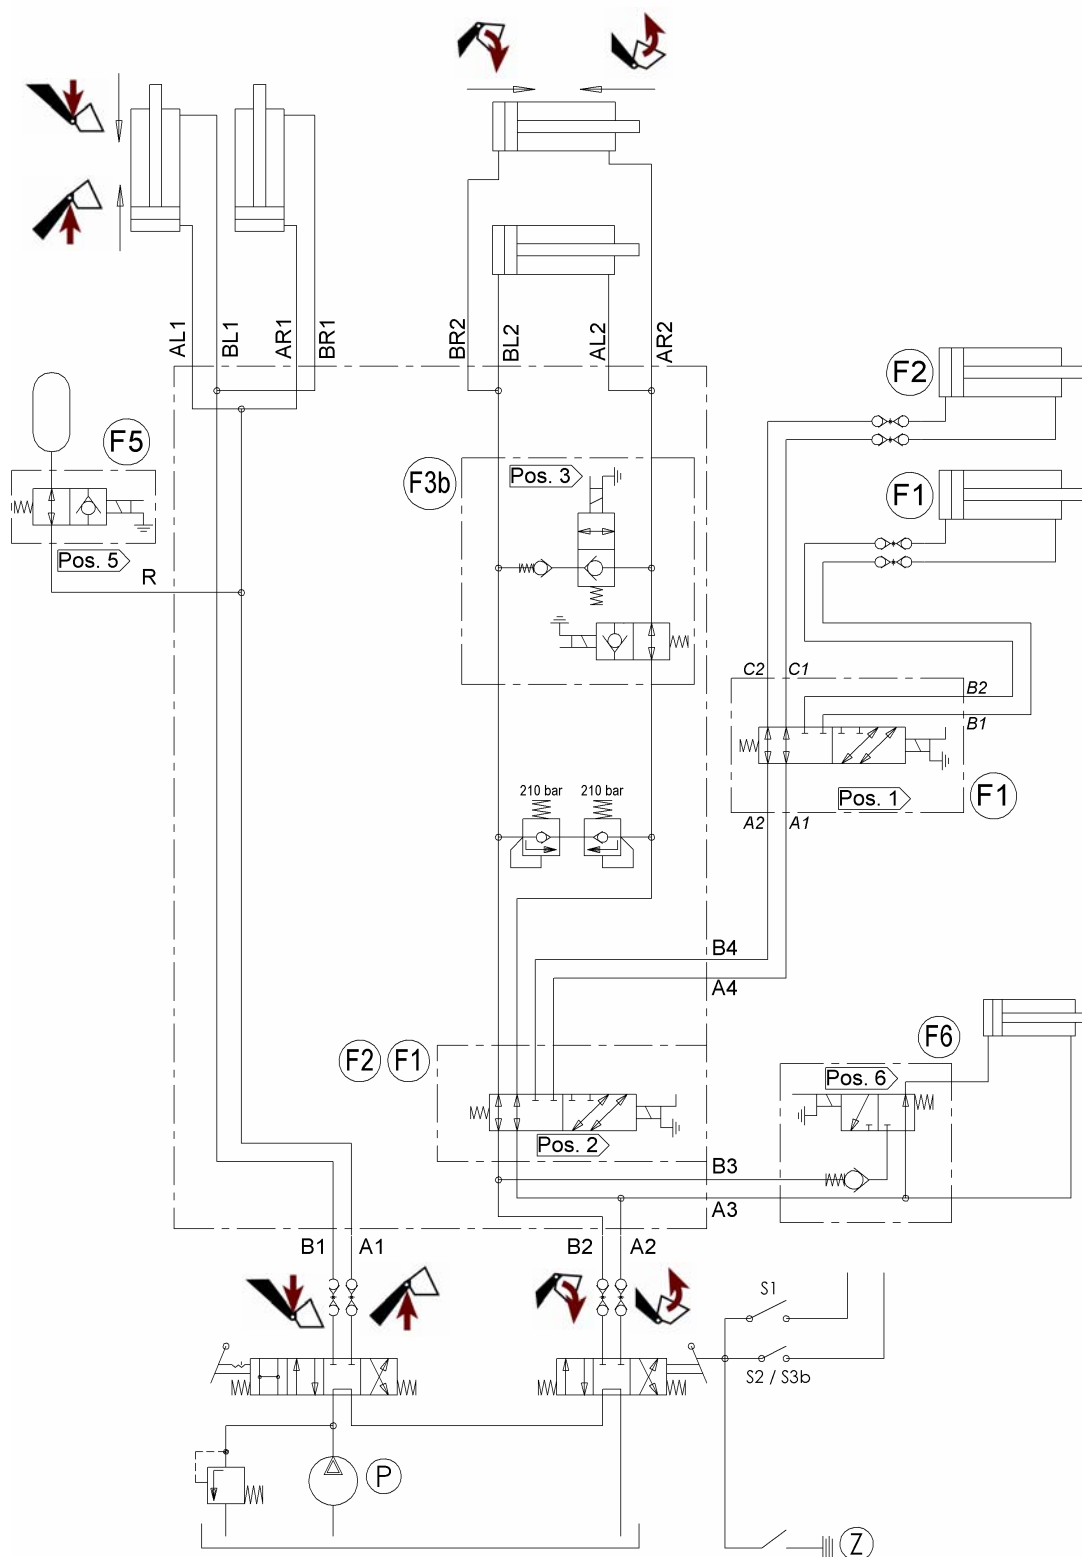 AL1
BL1
AR1
BR1
BR2
BL2
AL2
AR2
F2
F5
F3b
Pos. 3
F1
Pos. 5
R
C2
C1
B2
B1
210 bar
210 bar
Pos. 1
F1
A2
A1
B4
A4
F2
F1
F6
Pos. 6
Pos. 2
B3
A3
B1
A1
B2
A2
S1
S2 / S3b
P
Z